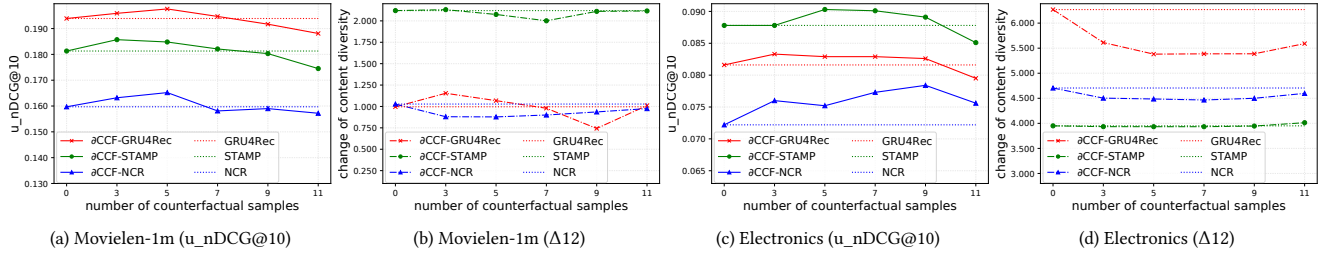 u_nDCG@10
0.190
0.180
0.170
0.160
0.150
0.140
0.130
∂CCF-GRU4Rec
∂CCF-STAMP
∂CCF-NCR
GRU4Rec
STAMP
NCR
0 3 5 7 9 11
number of counterfactual samples
(a) Movielen-1m (u_nDCG@10)
change of content diversity
2.000
1.750
1.500
1.250
1.000
0.750
0.500
0.250
∂CCF-GRU4Rec
∂CCF-STAMP
∂CCF-NCR
GRU4Rec
STAMP
NCR
0 3 5 7 9 11
number of counterfactual samples
(b) Movielen-1m (Δ12)
u_nDCG@10
0.090
0.085
0.080
0.075
0.070
0.065
∂CCF-GRU4Rec
∂CCF-STAMP
∂CCF-NCR
GRU4Rec
STAMP
NCR
0 3 5 7 9 11
number of counterfactual samples
(c) Electronics (u_nDCG@10)
change of content diversity
6.000
5.500
5.000
4.500
4.000
3.500
3.000
∂CCF-GRU4Rec
∂CCF-STAMP
∂CCF-NCR
GRU4Rec
STAMP
NCR
0 3 5 7 9 11
number of counterfactual samples
(d) Electronics (Δ12)